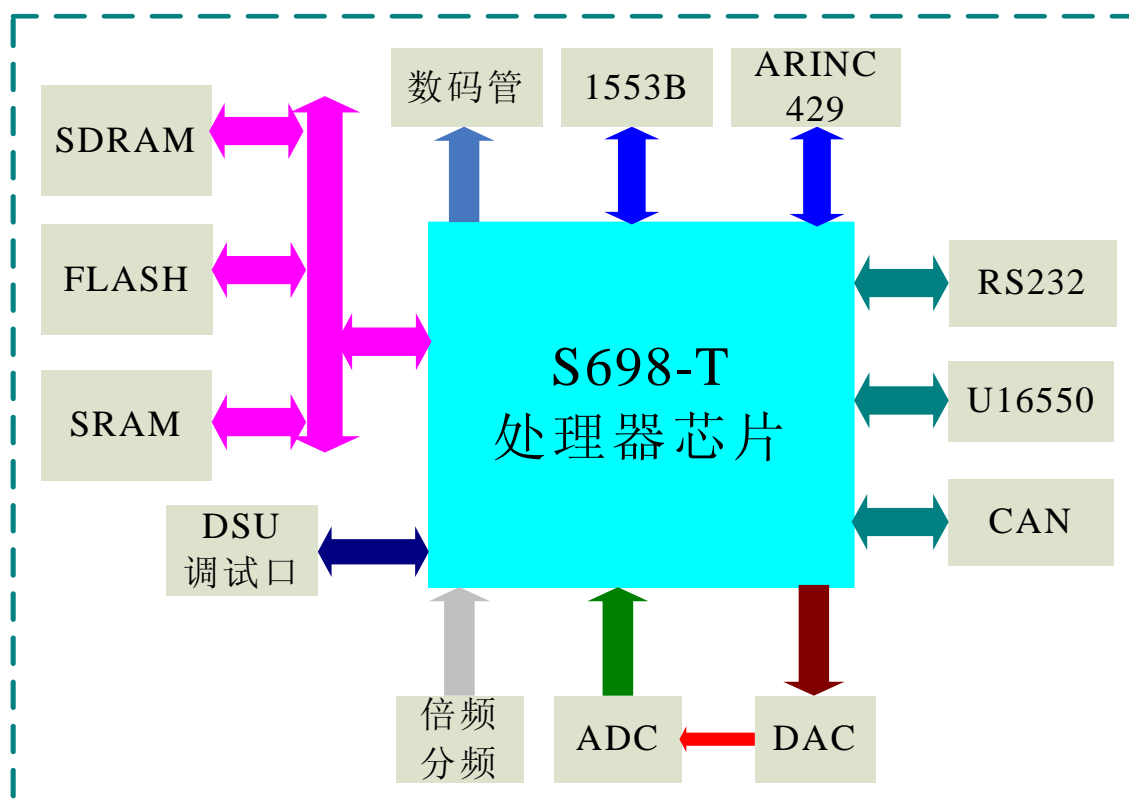 数码管
1553B
ARINC
429
SDRAM
FLASH
SRAM
RS232
U16550
CAN
S698-T
处理器芯片
DSU
调试口
倍频
分频
ADC
DAC